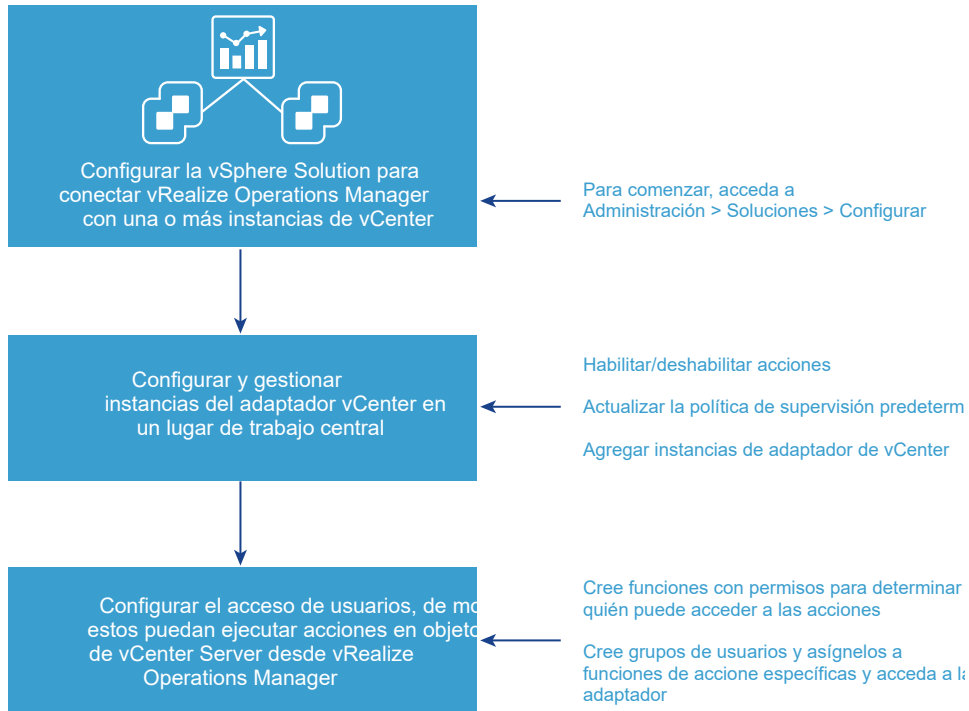 Configurar la vSphere Solution para
conectar vRealize Operations Manager
con una o más instancias de vCenter
Para comenzar, acceda a
Administración > Soluciones > Configurar
Configurar y gestionar
instancias del adaptador vCenter en
un lugar de trabajo central
Habilitar/deshabilitar acciones
Actualizar la política de supervisión predeterm
Agregar instancias de adaptador de vCenter
Configurar el acceso de usuarios, de mo
estos puedan ejecutar acciones en objeto
de vCenter Server desde vRealize
Operations Manager
Cree funciones con permisos para determinar
quién puede acceder a las acciones
Cree grupos de usuarios y asígnelos a
funciones de accione específicas y acceda a la
adaptador